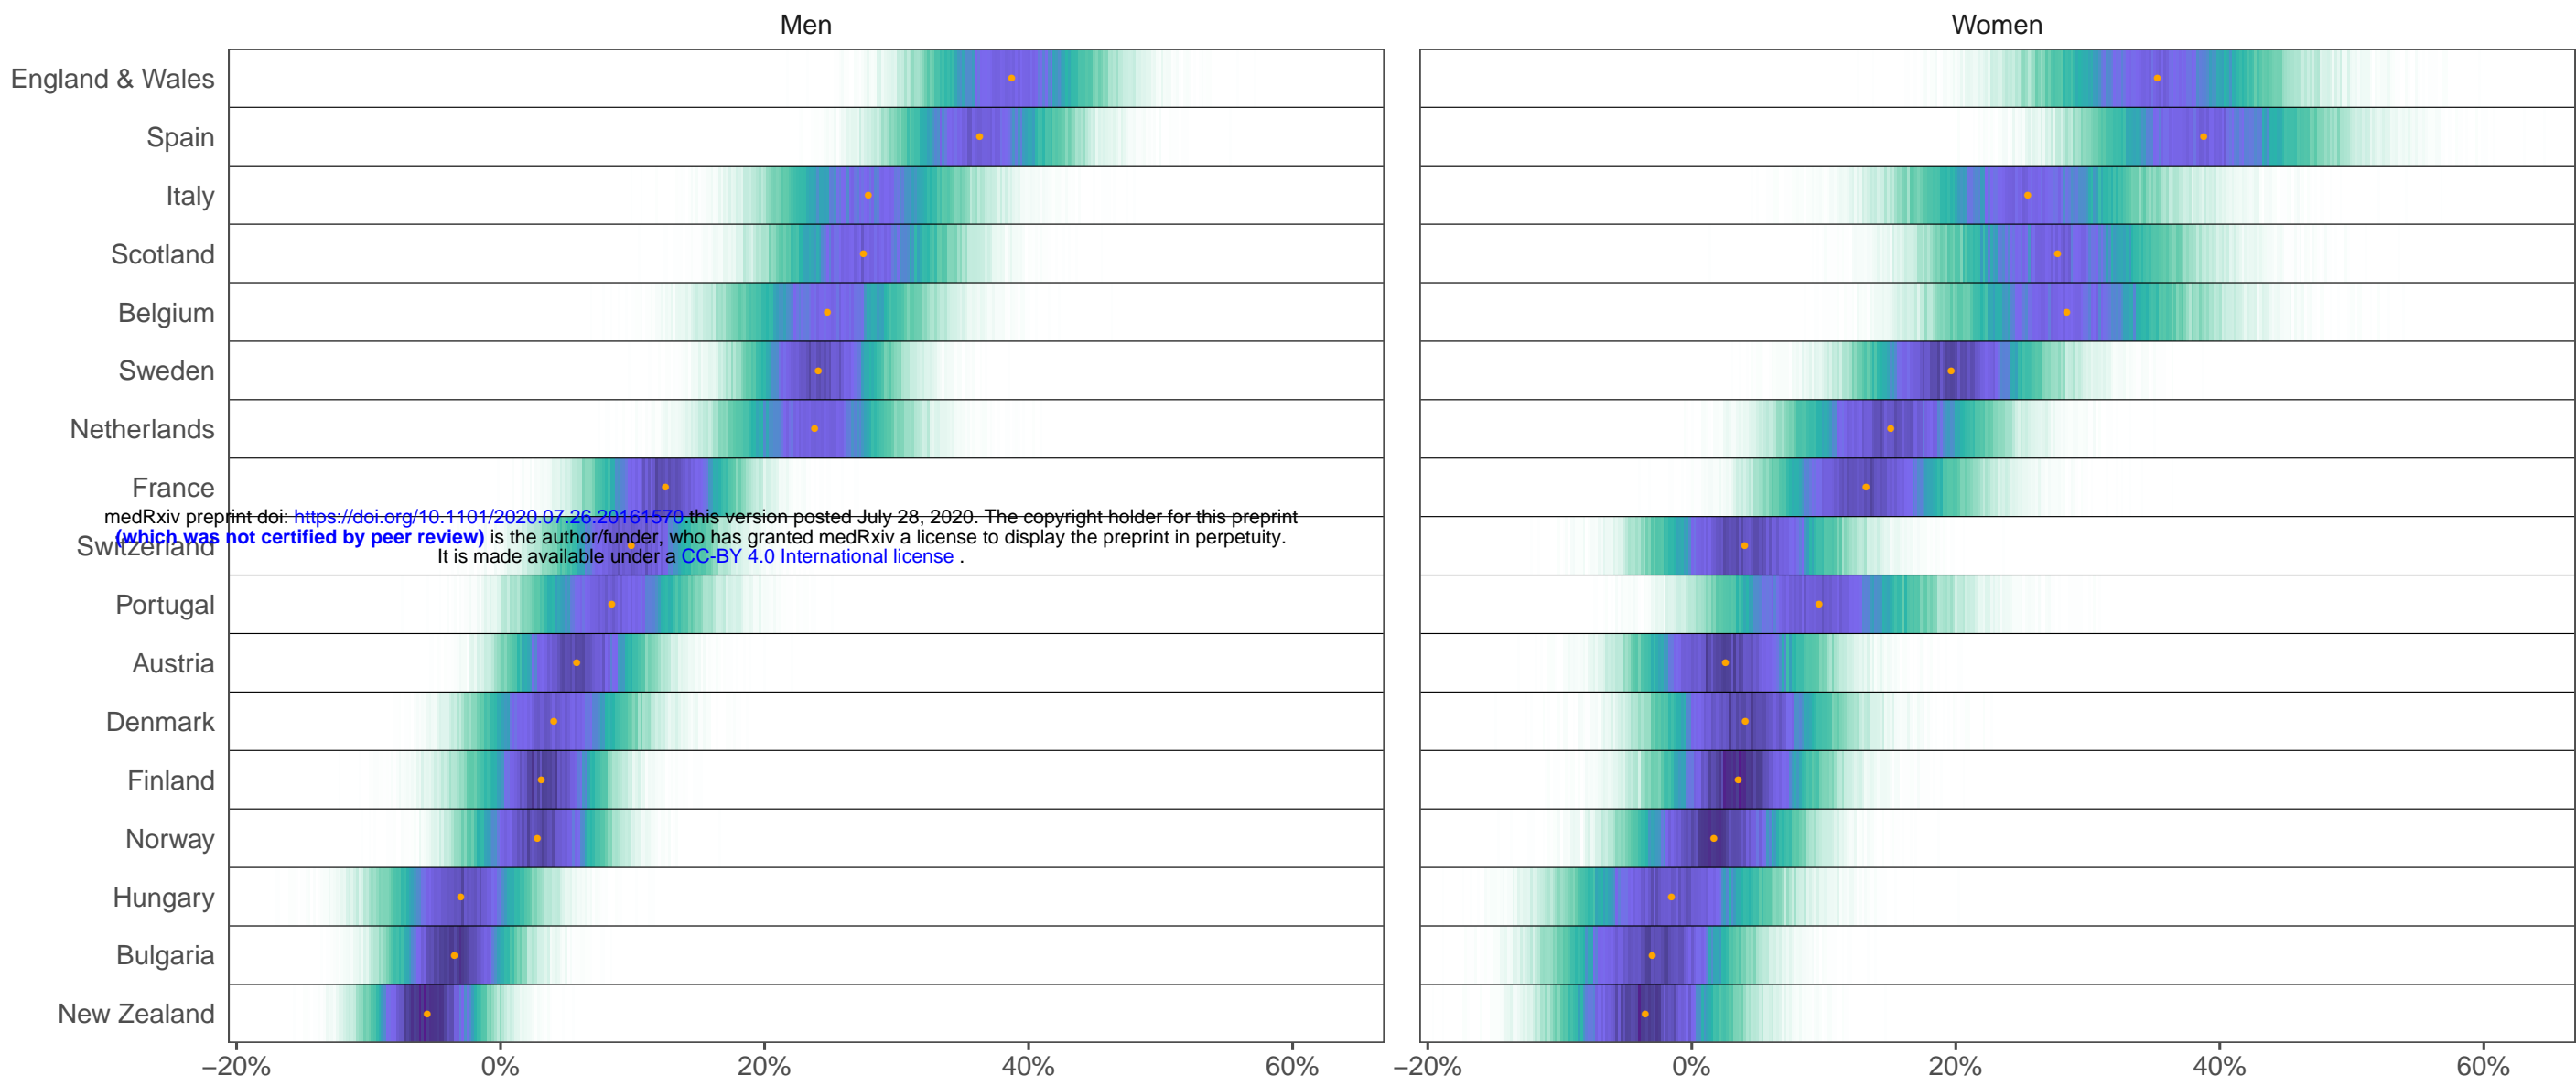 Men Women
England & Wales
Spain
Italy
Scotland
Belgium
Sweden
Netherlands
France
medRxiv preprint doi: https://doi.org/10.1101/2020.07.26.20161570.this version posted July 28, 2020. The copyright holder for this preprint
(which was not certified by peer review) is the author/funder, who has granted medRxiv a license to display the preprint in perpetuity.
Switzerland
It is made available under a CC-BY 4.0 International license .
Portugal
Austria
Denmark
Finland
Norway
Hungary
Bulgaria
New Zealand
−20% 0% 20% 40% 60% −20% 0% 20% 40% 60%